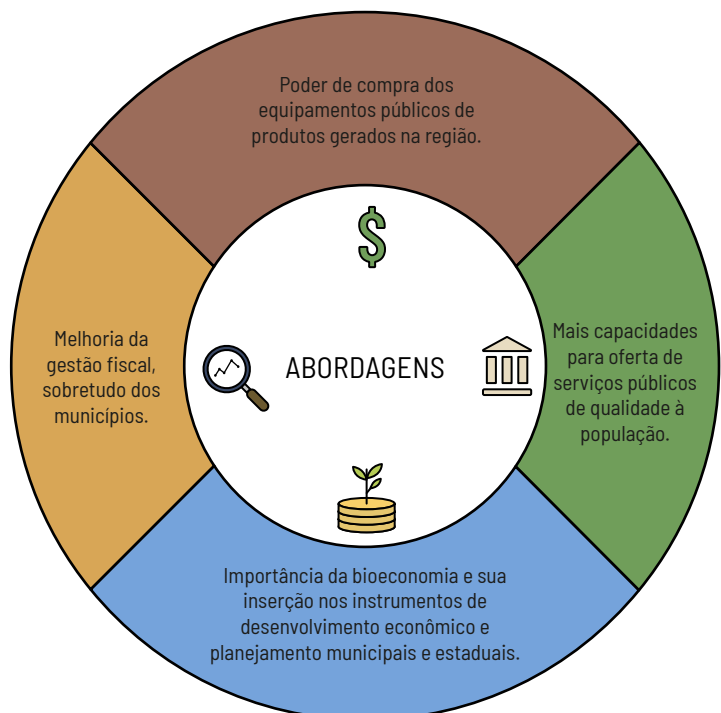 Poder de compra dos
equipamentos públicos de
produtos gerados na região.
Melhoria da
gestão fiscal,
sobretudo dos
municípios.
ABORDAGENS
Mais capacidades
para oferta de
serviços públicos
de qualidade à
população.
Importância da bioeconomia e sua
inserção nos instrumentos de
desenvolvimento econômico e
planejamento municipais e estaduais.